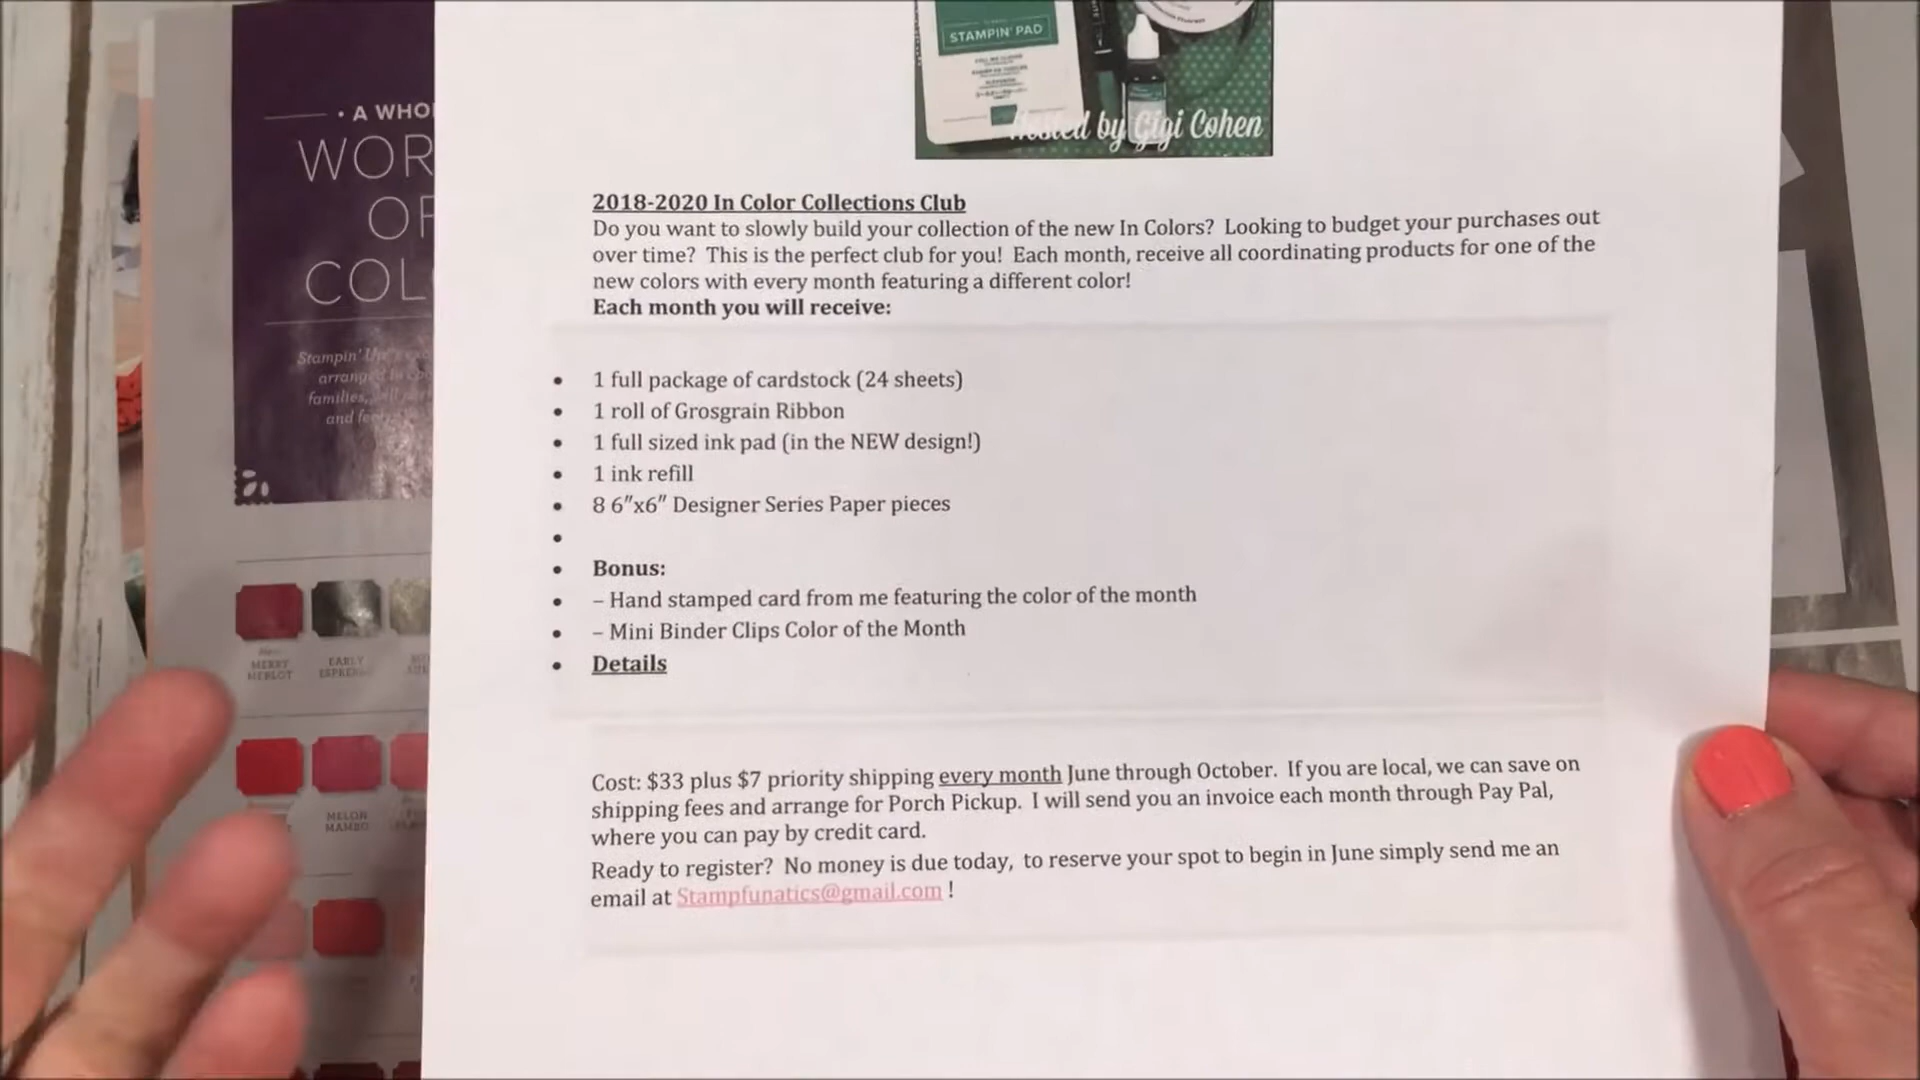 STAMPIN' PAD
Hosted by Gigi Cohen
• A WHO
WOR
OF
COL
Stampin' Up
families,
and
2018-2020 In Color Collections Club
Do you want to slowly build your collection of the new In Colors? Looking to budget your purchases out
over time? This is the perfect club for you! Each month, receive all coordinating products for one of the
new colors with every month featuring a different color!
Each month you will receive:
• 1 full package of cardstock (24 sheets)
• 1 roll of Grosgrain Ribbon
• 1 full sized ink pad (in the NEW design!)
• 1 ink refill
• 8 6"x6" Designer Series Paper pieces
•
• Bonus:
• – Hand stamped card from me featuring the color of the month
• – Mini Binder Clips Color of the Month
• Details
Cost: $33 plus $7 priority shipping every month June through October. If you are local, we can save on
shipping fees and arrange for Porch Pickup. I will send you an invoice each month through Pay Pal,
where you can pay by credit card.
Ready to register? No money is due today, to reserve your spot to begin in June simply send me an
email at Stampfunatics@gmail.com !
MERRY
MERLOT
EARLY
ESPRESSO
MELON
MAMBO